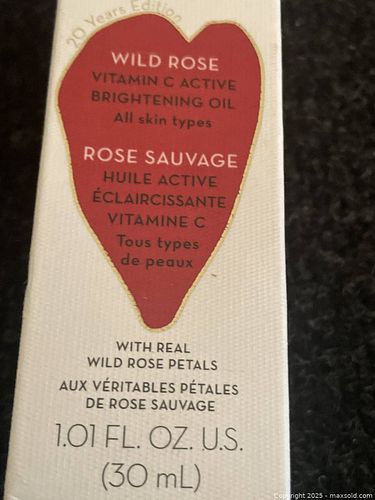 20 Years Edition
WILD ROSE
VITAMIN C ACTIVE
BRIGHTENING OIL
All skin types
ROSE SAUVAGE
HUILE ACTIVE
ÉCLAIRCISSANTE
VITAMINE C
Tous types
de peaux
WITH REAL
WILD ROSE PETALS
AUX VÉRITABLES PÉTALES
DE ROSE SAUVAGE
1.01 FL. OZ. U.S.
(30 mL)
Copyright 2025 - maxsold.com